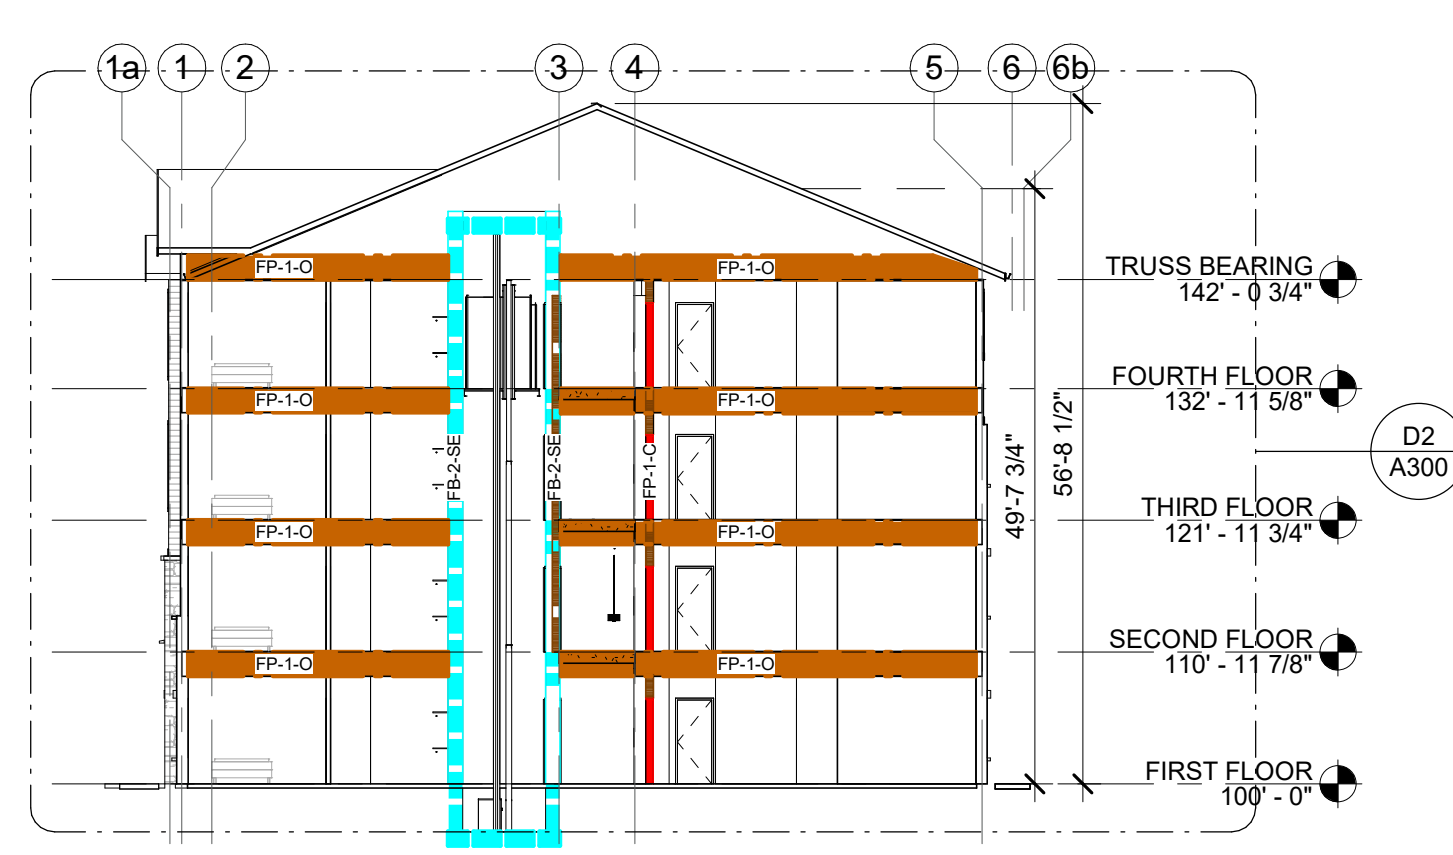 1a 1 2 3 4 5 6 6b
FP-1-O FP-1-O
TRUSS BEARING
142' - 0 3/4"
FOURTH FLOOR
132' - 11 5/8"
FP-1-O FP-1-O
FB-2-SE
FB-2-SE
FP-1-C
49'-7 3/4"
56'-8 1/2"
D2
A300
THIRD FLOOR
121' - 11 3/4"
FP-1-O FP-1-O
SECOND FLOOR
110' - 11 7/8"
FP-1-O FP-1-O
FIRST FLOOR
100' - 0"